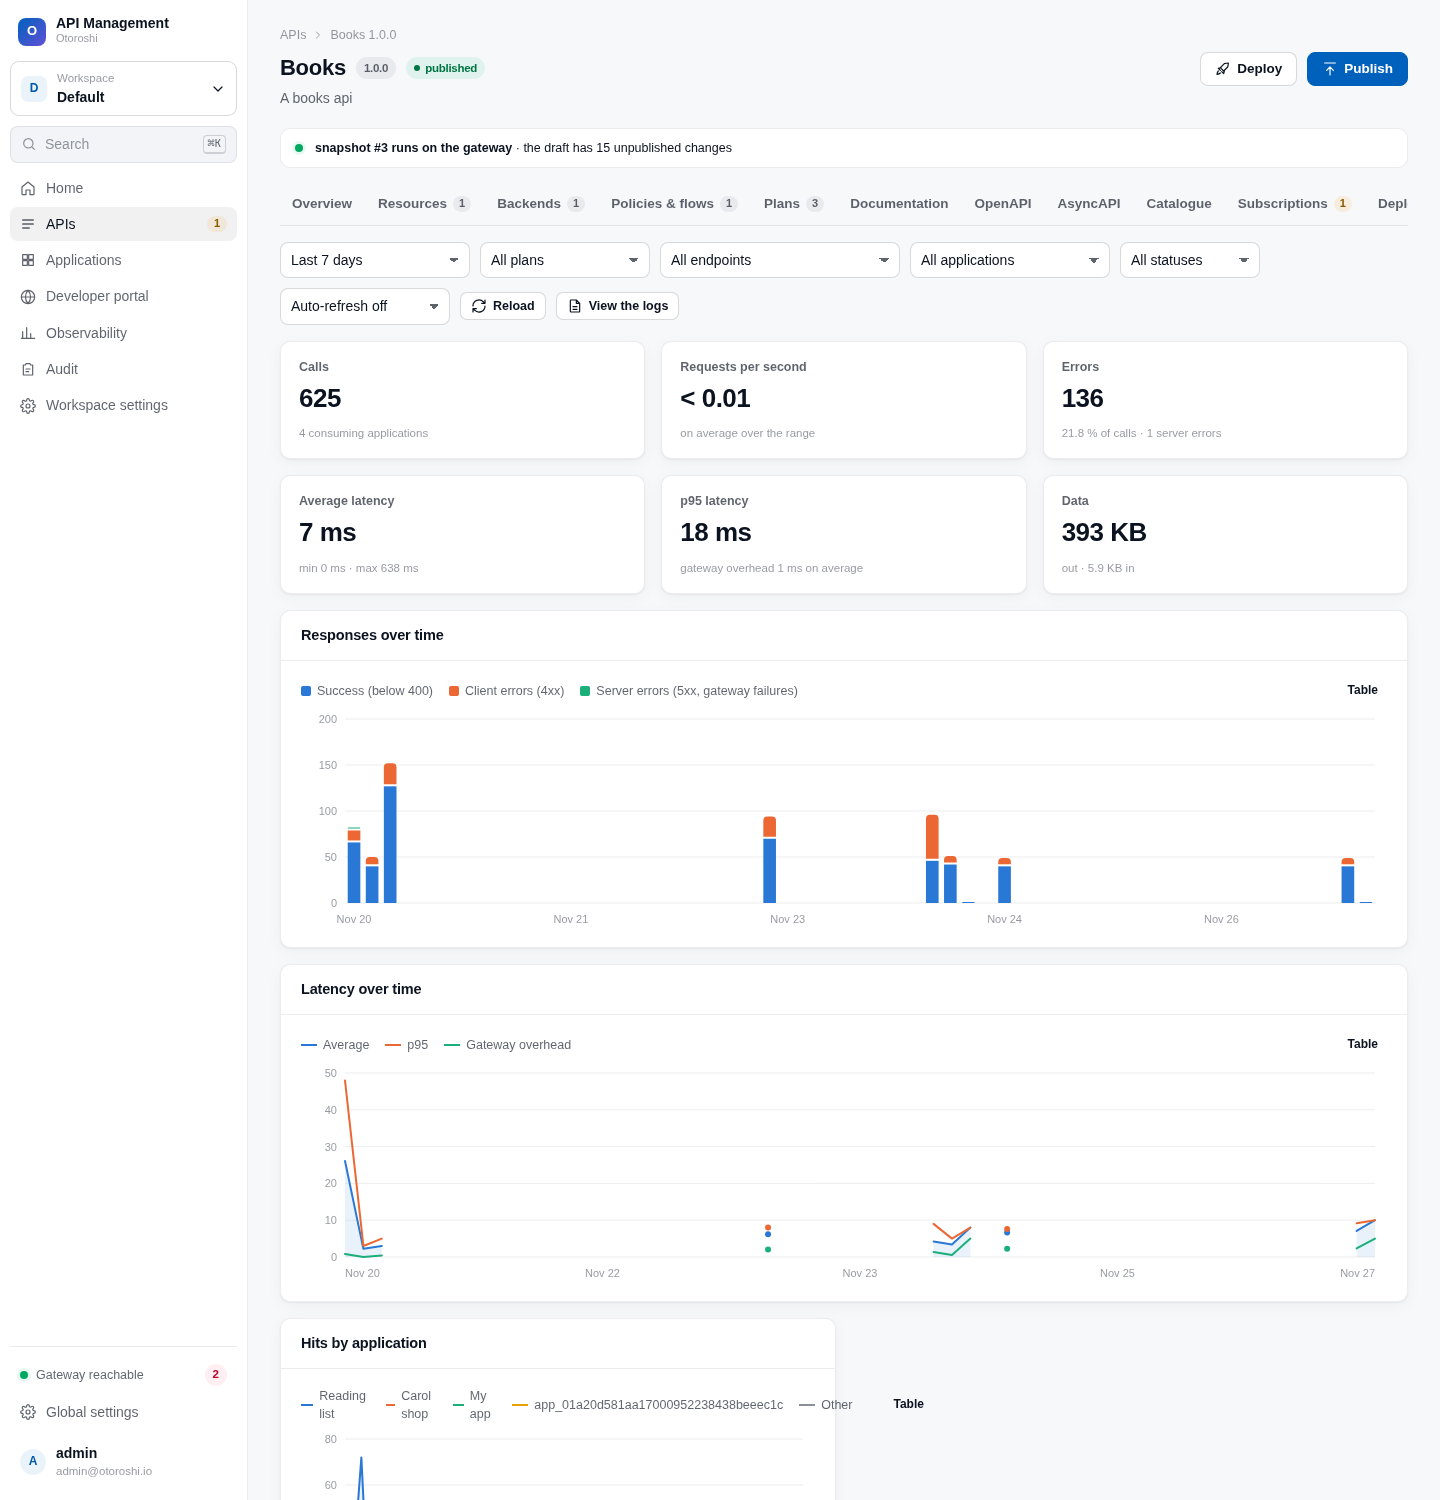 API Management
Otoroshi
D
Workspace
Default
Search
⌘K
Home
APIs 1
Applications
Developer portal
Observability
Audit
Workspace settings
Gateway reachable 2
Global settings
A
admin
admin@otoroshi.io
O
APIs > Books 1.0.0
Books 1.0.0 published
A books api
Deploy Publish
snapshot #3 runs on the gateway · the draft has 15 unpublished changes
Overview Resources 1 Backends 1 Policies & flows 1 Plans 3 Documentation OpenAPI AsyncAPI Catalogue Subscriptions 1 Depl
Last 7 days All plans All endpoints All applications All statuses
Auto-refresh off Reload View the logs
Calls
625
4 consuming applications
Requests per second
< 0.01
on average over the range
Errors
136
21.8 % of calls · 1 server errors
Average latency
7 ms
min 0 ms · max 638 ms
p95 latency
18 ms
gateway overhead 1 ms on average
Data
393 KB
out · 5.9 KB in
Responses over time
Success (below 400) Client errors (4xx) Server errors (5xx, gateway failures) Table
200
150
100
50
0
Nov 20 Nov 21 Nov 23 Nov 24 Nov 26
Latency over time
Average p95 Gateway overhead Table
50
40
30
20
10
0
Nov 20 Nov 22 Nov 23 Nov 25 Nov 27
Hits by application
Reading list Carol shop My app app_01a20d581aa17000952238438beeec1c Other Table
80
60